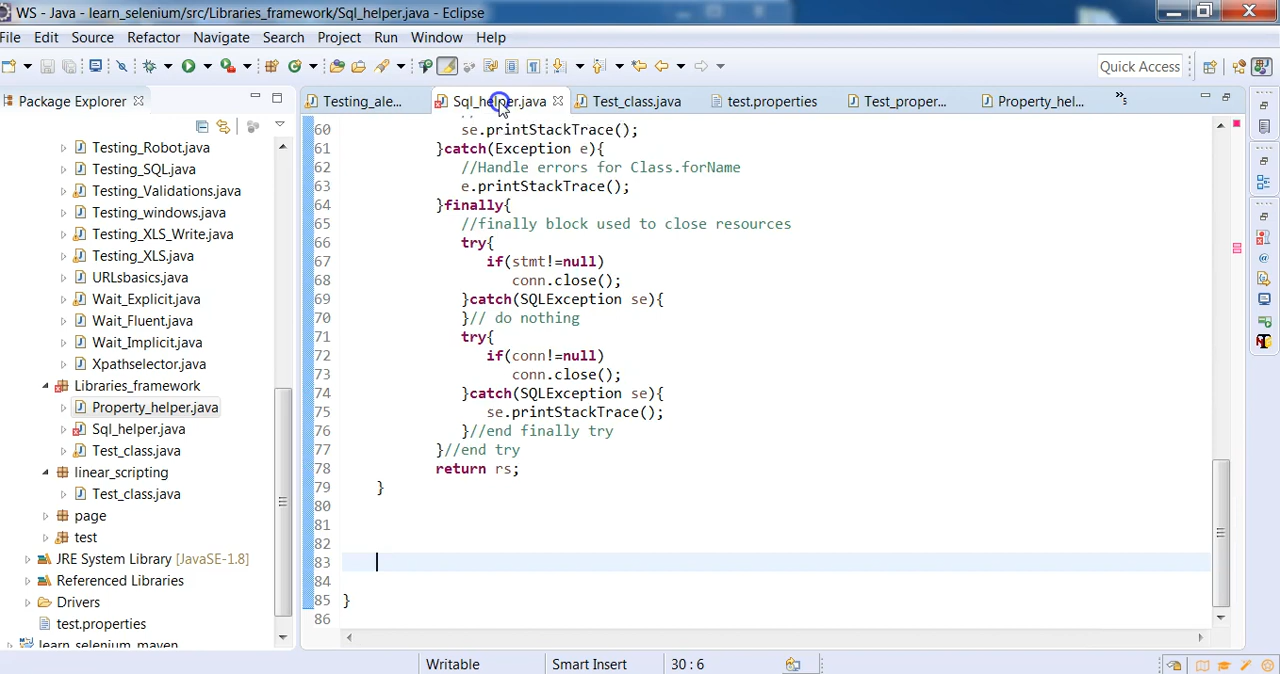 WS - Java - learn_selenium/src/Libraries_framework/Sql_helper.java - Eclipse
File Edit Source Refactor Navigate Search Project Run Window Help
Quick Access
Package Explorer
Testing_ale... Sql_helper.java Test_class.java test.properties Test_proper... Property_hel... »5
Testing_Robot.java
Testing_SQL.java
Testing_Validations.java
Testing_windows.java
Testing_XLS_Write.java
Testing_XLS.java
URLsbasics.java
Wait_Explicit.java
Wait_Fluent.java
Wait_Implicit.java
Xpathselector.java
Libraries_framework
Property_helper.java
Sql_helper.java
Test_class.java
linear_scripting
Test_class.java
page
test
JRE System Library [JavaSE-1.8]
Referenced Libraries
Drivers
test.properties
learn_selenium_maven
60 se.printStackTrace();
61 }catch(Exception e){
62 //Handle errors for Class.forName
63 e.printStackTrace();
64 }finally{
65 //finally block used to close resources
66 try{
67 if(stmt!=null)
68 conn.close();
69 }catch(SQLException se){
70 }// do nothing
71 try{
72 if(conn!=null)
73 conn.close();
74 }catch(SQLException se){
75 se.printStackTrace();
76 }//end finally try
77 }//end try
78 return rs;
79 }
80
81
82
83
84
85 }
86
Writable Smart Insert 30 : 6